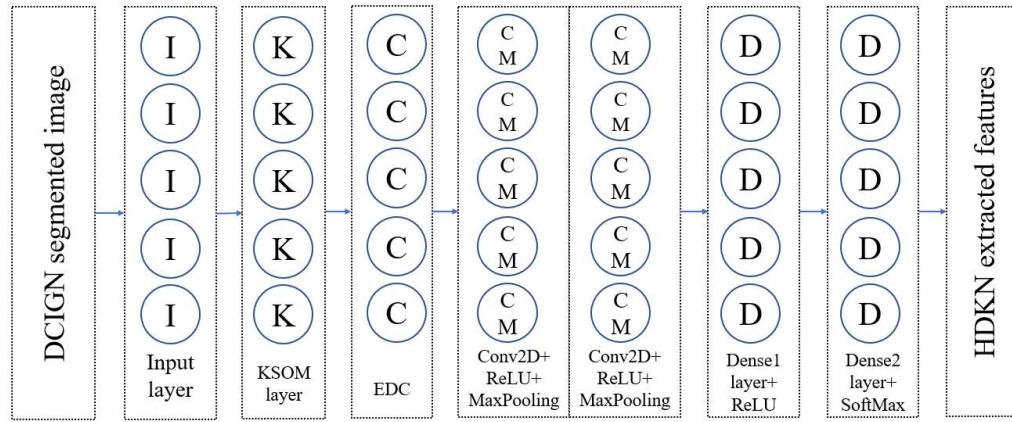 DCIGN segmented image
I
I
I
I
I
Input
layer
K
K
K
K
K
KSOM
layer
C
C
C
C
C
EDC
C
M
C
M
C
M
C
M
C
M
Conv2D+
ReLU+
MaxPooling
C
M
C
M
C
M
C
M
C
M
Conv2D+
ReLU+
MaxPooling
D
D
D
D
D
Dense1
layer+
ReLU
D
D
D
D
D
Dense2
layer+
SoftMax
HDKN extracted features